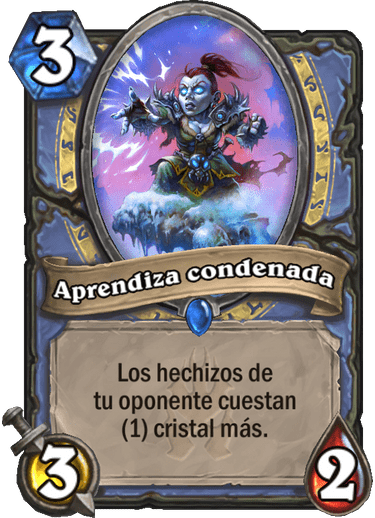 3
Aprendiza condenada
Los hechizos de
tu oponente cuestan
(1) cristal más.
3
2